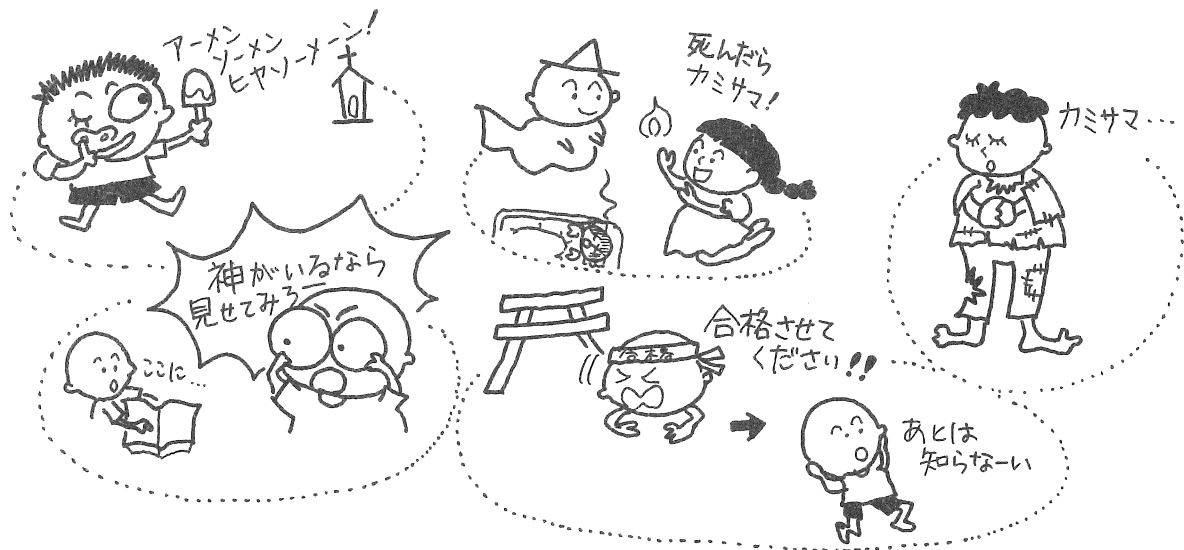 アーメン
ソーメン
ヒヤソーメーン!
死んだら
カミサマ!
カミサマ…
神がいるなら
見せてみろー
ここに…
合格
合格させて
ください!!
あとは
知らなーい